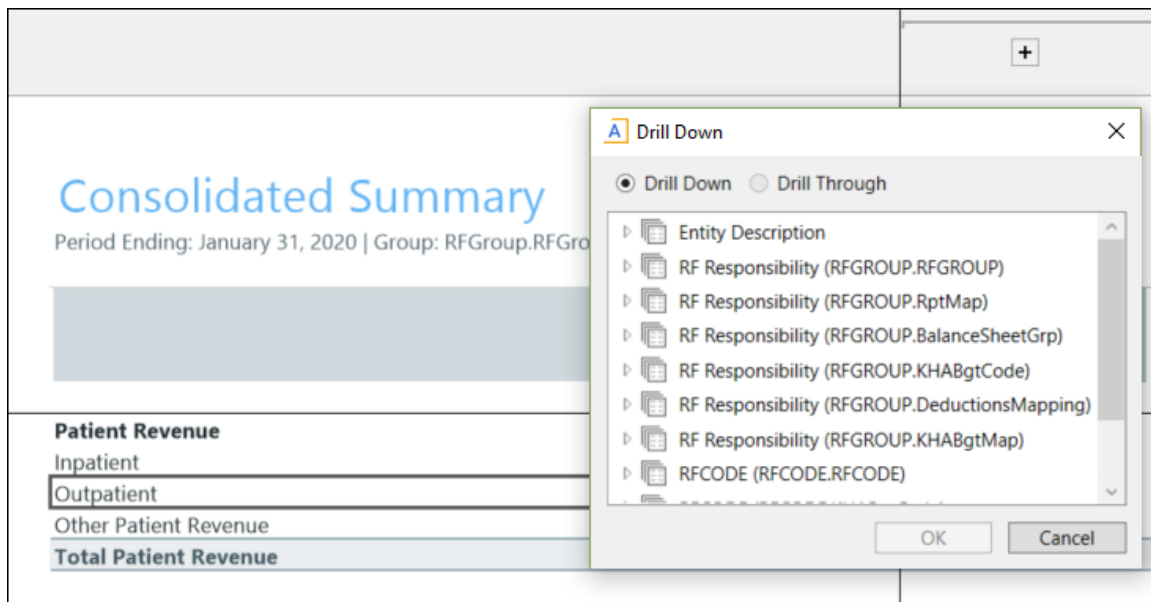 +
A Drill Down
Drill Down Drill Through
Consolidated Summary
Period Ending: January 31, 2020 | Group: RFGroup.RFGro
Entity Description
RF Responsibility (RFGROUP.RFGROUP)
RF Responsibility (RFGROUP.RptMap)
RF Responsibility (RFGROUP.BalanceSheetGrp)
RF Responsibility (RFGROUP.KHABgtCode)
RF Responsibility (RFGROUP.DeductionsMapping)
RF Responsibility (RFGROUP.KHABgtMap)
RFCODE (RFCODE.RFCODE)
OK Cancel
Patient Revenue
Inpatient
Outpatient
Other Patient Revenue
Total Patient Revenue